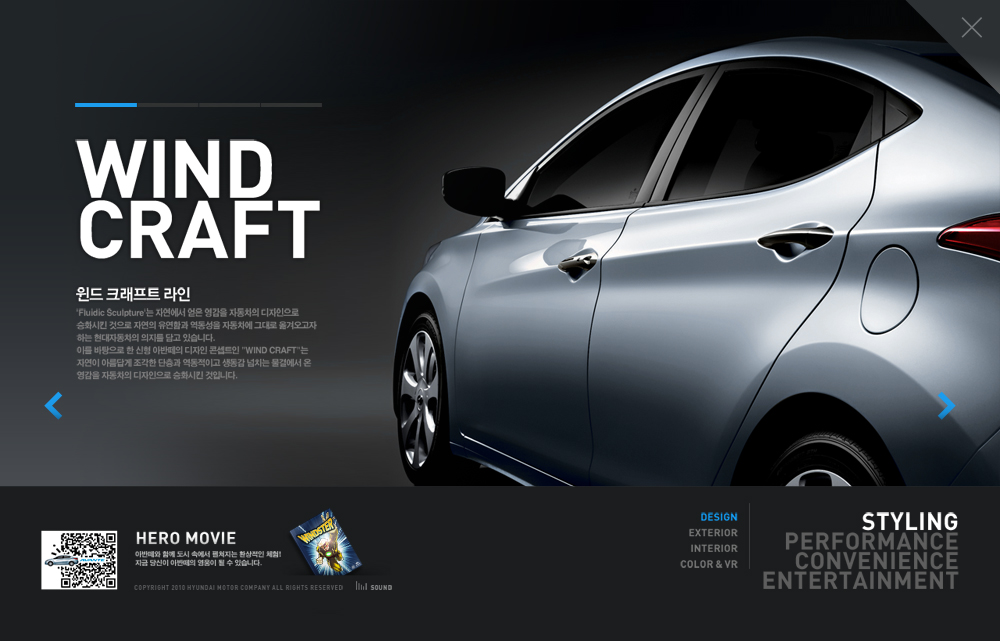 WIND
CRAFT
윈드 크래프트 라인
'Fluidic Sculpture'는 자연에서 얻은 영감을 자동차의 디자인으로
승화시킨 것으로 자연의 유연함과 역동성을 자동차에 그대로 옮겨오고자
하는 현대자동차의 의지를 담고 있습니다.
이를 바탕으로 한 신형 아반떼의 디자인 콘셉트인 "WIND CRAFT"는
자연이 아름답게 조각한 단층과 역동적이고 생동감 넘치는 물결에서 온
영감을 자동차의 디자인으로 승화시킨 것입니다.
HERO MOVIE
아반떼와 함께 도시 속에서 펼쳐지는 환상적인 체험!
지금 당신이 아반떼의 영웅이 될 수 있습니다.
WINDSTER
COPYRIGHT 2010 HYUNDAI MOTOR COMPANY ALL RIGHTS RESERVED
SOUND
DESIGN
EXTERIOR
INTERIOR
COLOR & VR
STYLING
PERFORMANCE
CONVENIENCE
ENTERTAINMENT